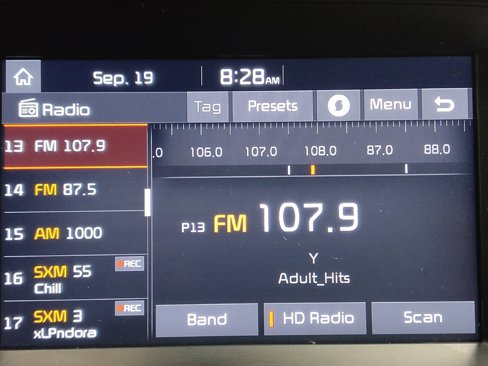 Sep. 19 8:28AM
Radio Tag Presets Menu
13 FM 107.9
14 FM 87.5
15 AM 1000
16 SXM 55 REC
Chill
17 SXM 3 REC
xLPndora
.0 106.0 107.0 108.0 87.0 88.0
P13 FM 107.9
Y
Adult_Hits
Band HD Radio Scan